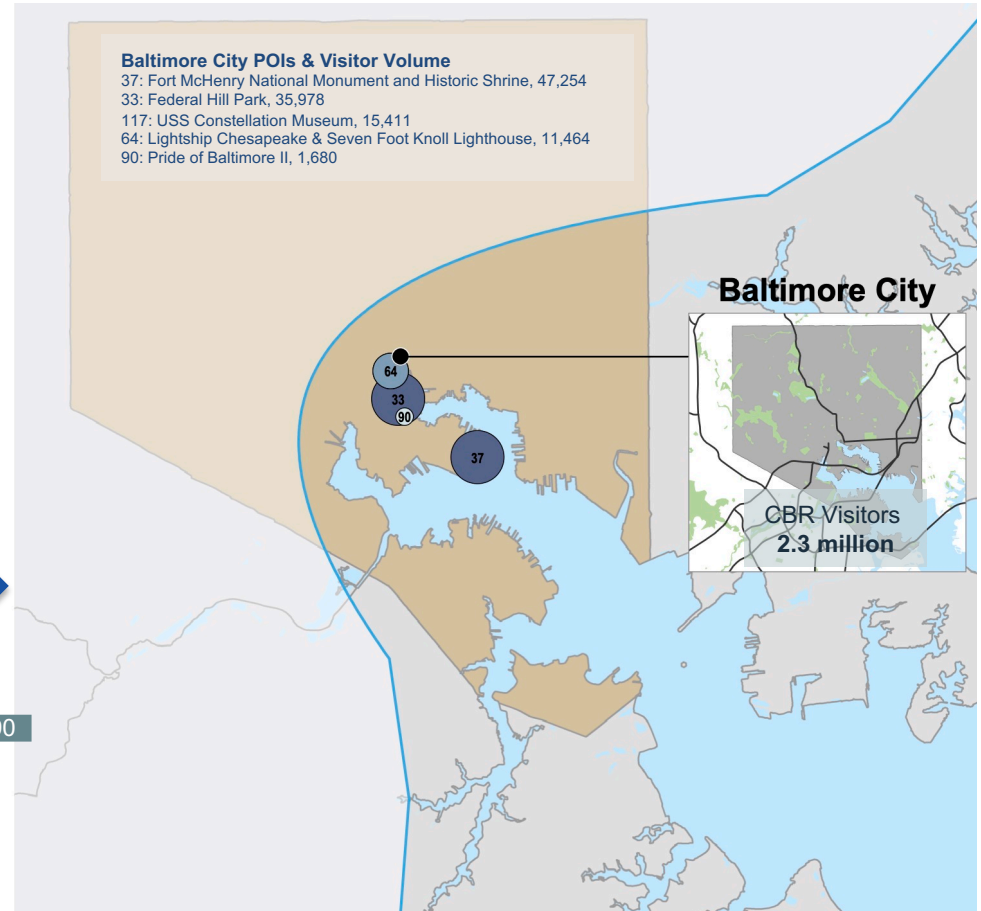 Baltimore City POIs & Visitor Volume
37: Fort McHenry National Monument and Historic Shrine, 47,254
33: Federal Hill Park, 35,978
117: USS Constellation Museum, 15,411
64: Lightship Chesapeake & Seven Foot Knoll Lighthouse, 11,464
90: Pride of Baltimore II, 1,680
Baltimore City
64
33
90
37
CBR Visitors
2.3 million